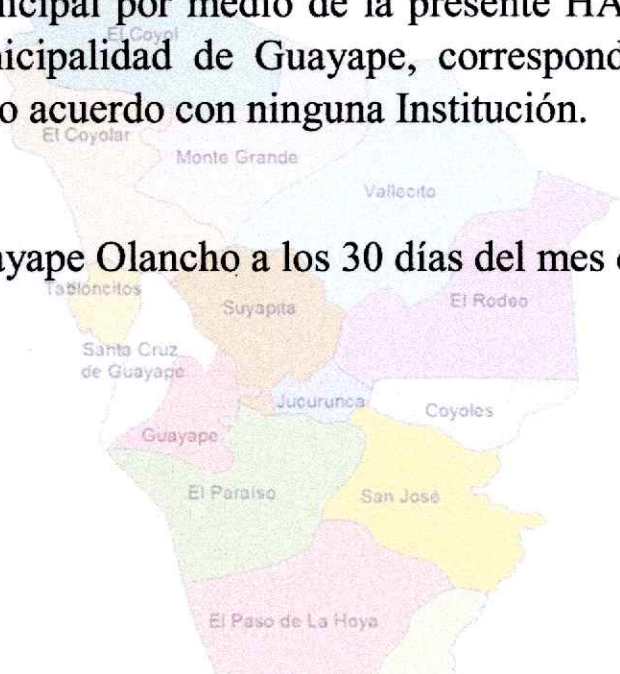 nicipal por medio de la presente HA
El Coyol
nicipalidad de Guayape, correspond
o acuerdo con ninguna Institución.
El Coyolar
Monte Grande
Vallecito
ayape Olancho a los 30 días del mes
Tabloncitos
Suyapita
El Rodeo
Santa Cruz
de Guayape
Jucurunca
Coyoles
Guayape
El Paraiso
San José
El Paso de La Hoya